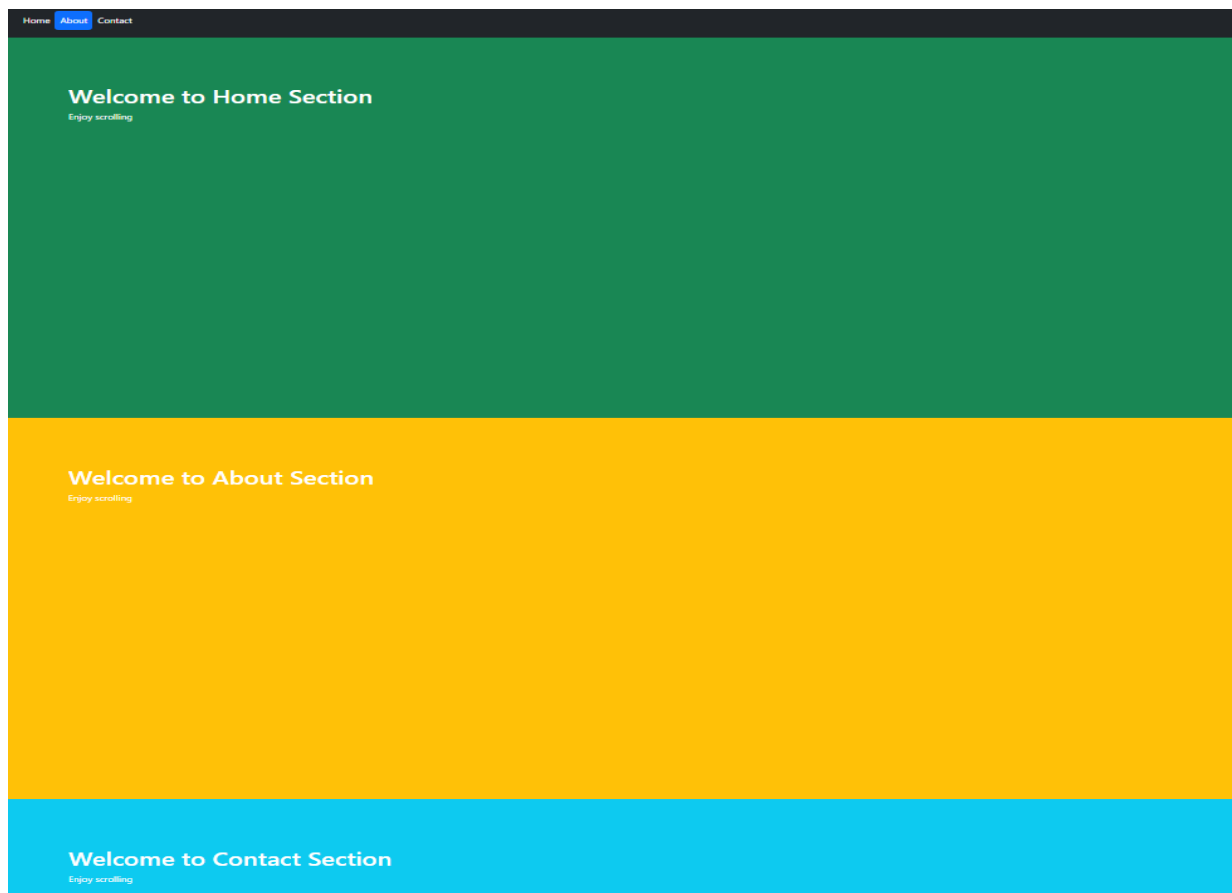 Home About Contact
Welcome to Home Section
Enjoy scrolling
Welcome to About Section
Enjoy scrolling
Welcome to Contact Section
Enjoy scrolling